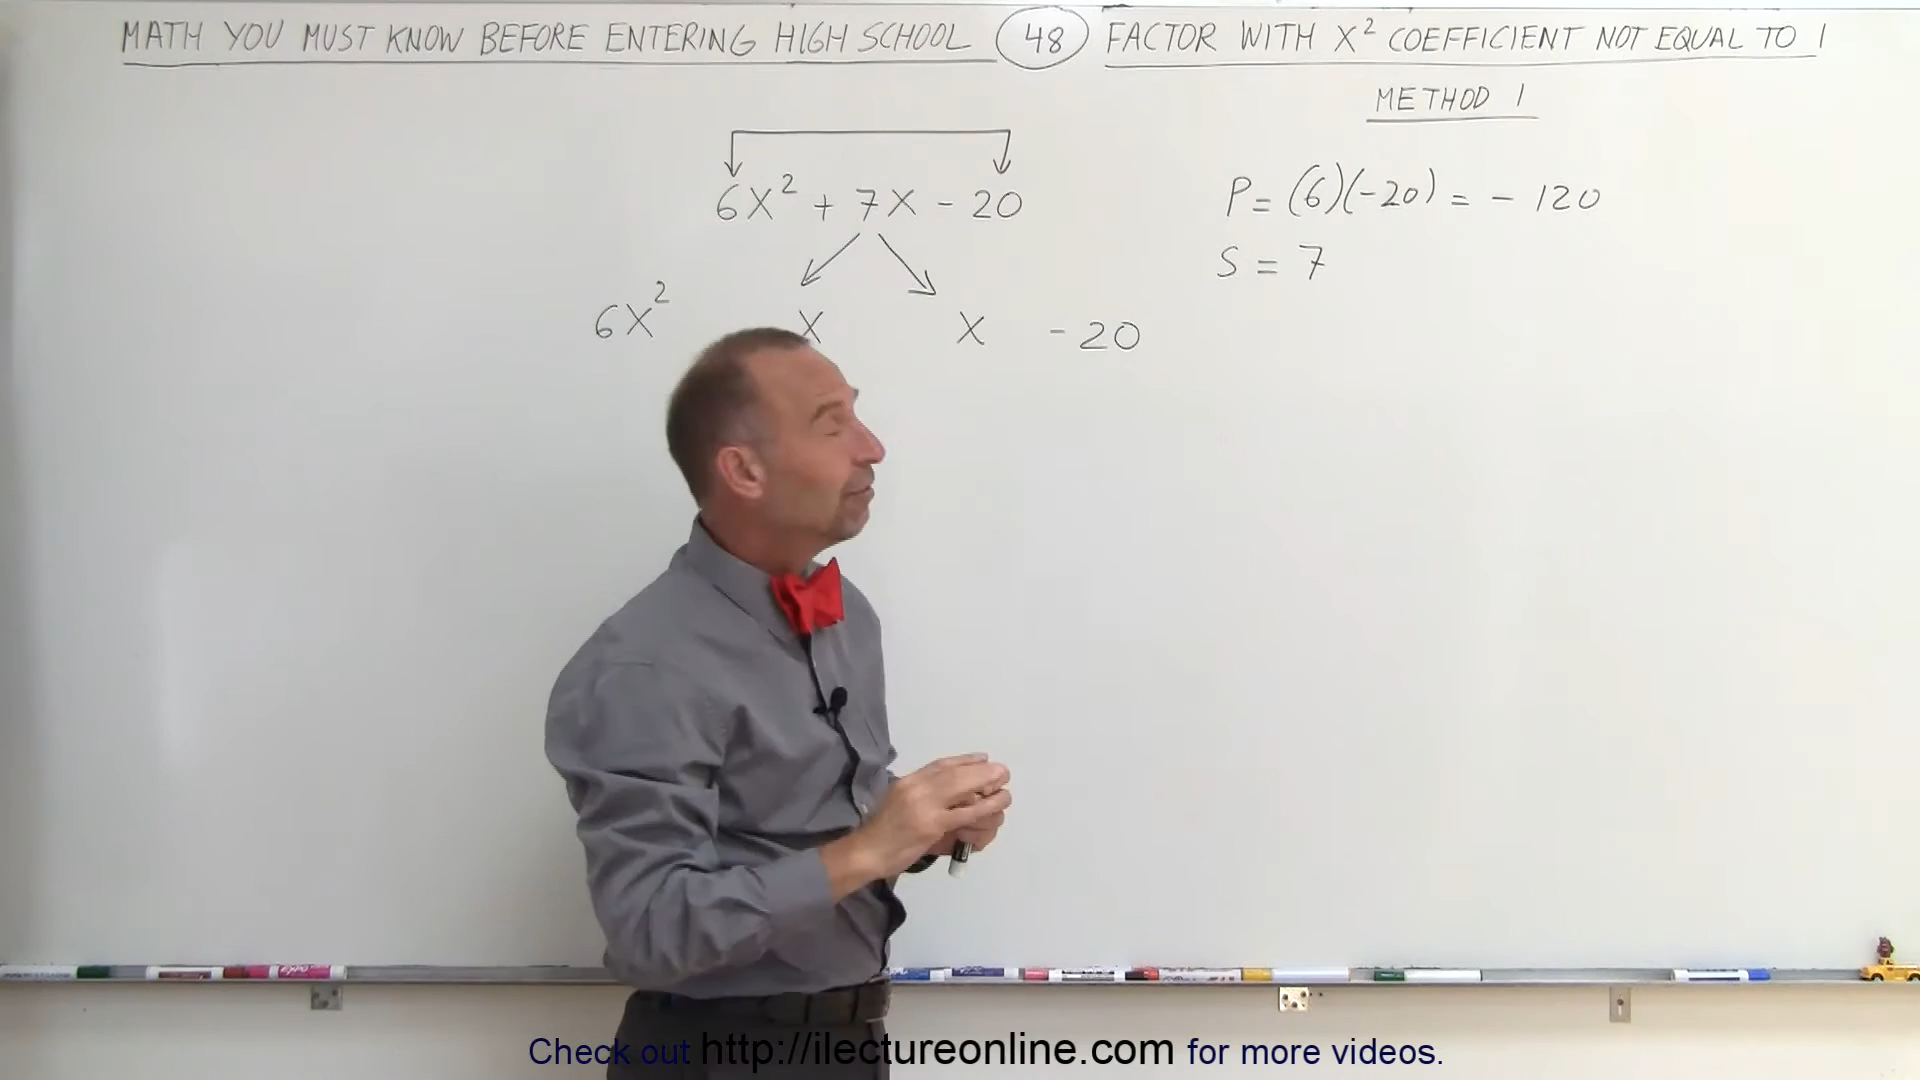 MATH YOU MUST KNOW BEFORE ENTERING HIGH SCHOOL 48 FACTOR WITH X² COEFFICIENT NOT EQUAL TO 1
METHOD 1
6X² + 7X - 20
P = (6)(-20) = - 120
S = 7
6X² X X - 20
Check out http://ilectureonline.com for more videos.